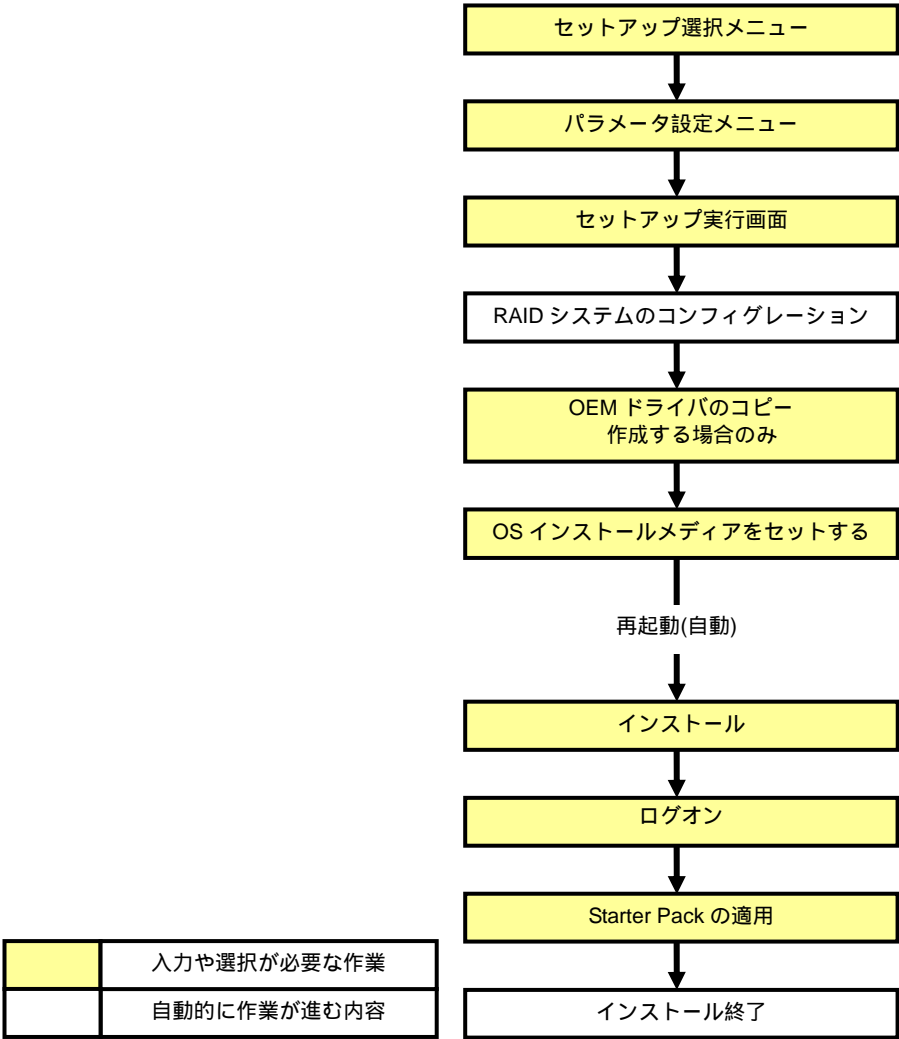 セットアップ選択メニュー
パラメータ設定メニュー
セットアップ実行画面
RAID システムのコンフィグレーション
OEM ドライバのコピー
作成する場合のみ
OS インストールメディアをセットする
再起動(自動)
インストール
ログオン
Starter Pack の適用
インストール終了
入力や選択が必要な作業
自動的に作業が進む内容